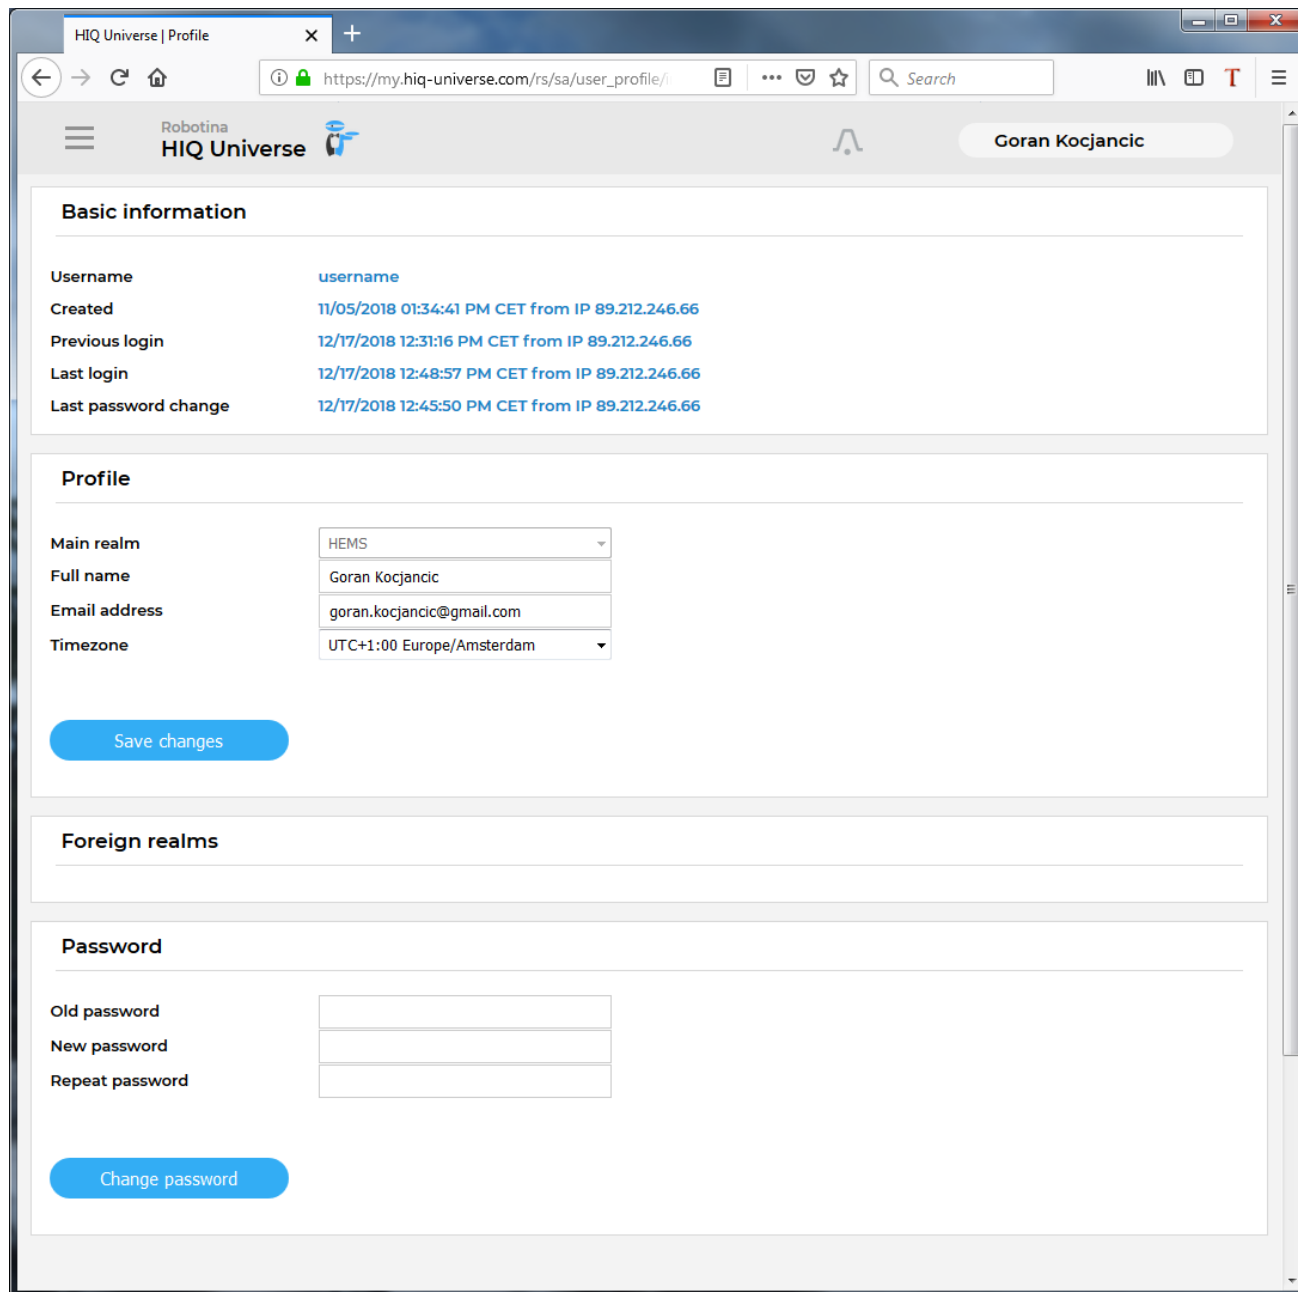 HIQ Universe | Profile
https://my.hiq-universe.com/rs/sa/user_profile/
Search
T
Robotina
HIQ Universe
Goran Kocjancic
Basic information
Username username
Created 11/05/2018 01:34:41 PM CET from IP 89.212.246.66
Previous login 12/17/2018 12:31:16 PM CET from IP 89.212.246.66
Last login 12/17/2018 12:48:57 PM CET from IP 89.212.246.66
Last password change 12/17/2018 12:45:50 PM CET from IP 89.212.246.66
Profile
Main realm HEMS
Full name Goran Kocjancic
Email address goran.kocjancic@gmail.com
Timezone UTC+1:00 Europe/Amsterdam
Save changes
Foreign realms
Password
Old password
New password
Repeat password
Change password